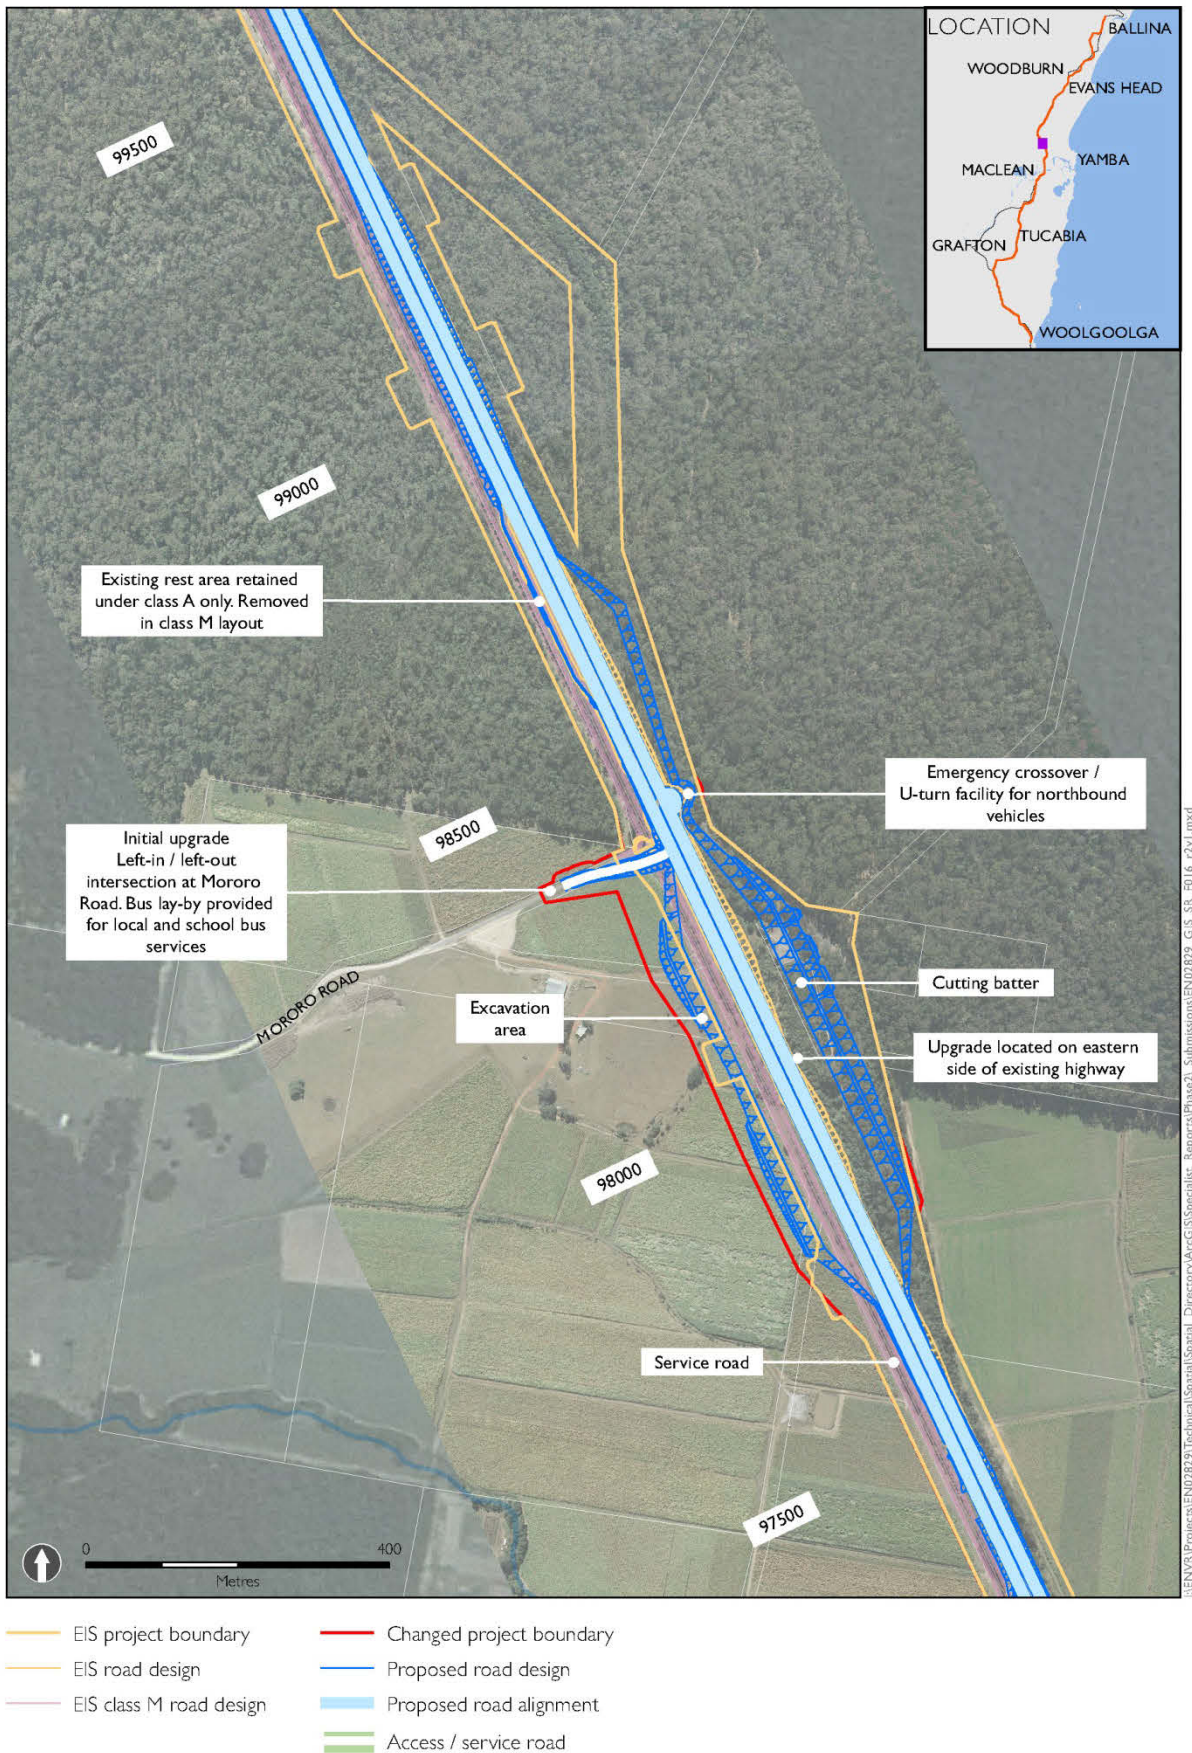 LOCATION
BALLINA
WOODBURN
EVANS HEAD
YAMBA
MACLEAN
TUCABIA
GRAFTON
WOOLGOOLGA
99500
99000
Existing rest area retained
under class A only. Removed
in class M layout
Emergency crossover /
U-turn facility for northbound
vehicles
98500
Initial upgrade
Left-in / left-out
intersection at Mororo
Road. Bus lay-by provided
for local and school bus
services
Cutting batter
MORORO ROAD
Excavation
area
Upgrade located on eastern
side of existing highway
98000
Service road
97500
0 400
Metres
EIS project boundary
EIS road design
EIS class M road design
Changed project boundary
Proposed road design
Proposed road alignment
Access / service road